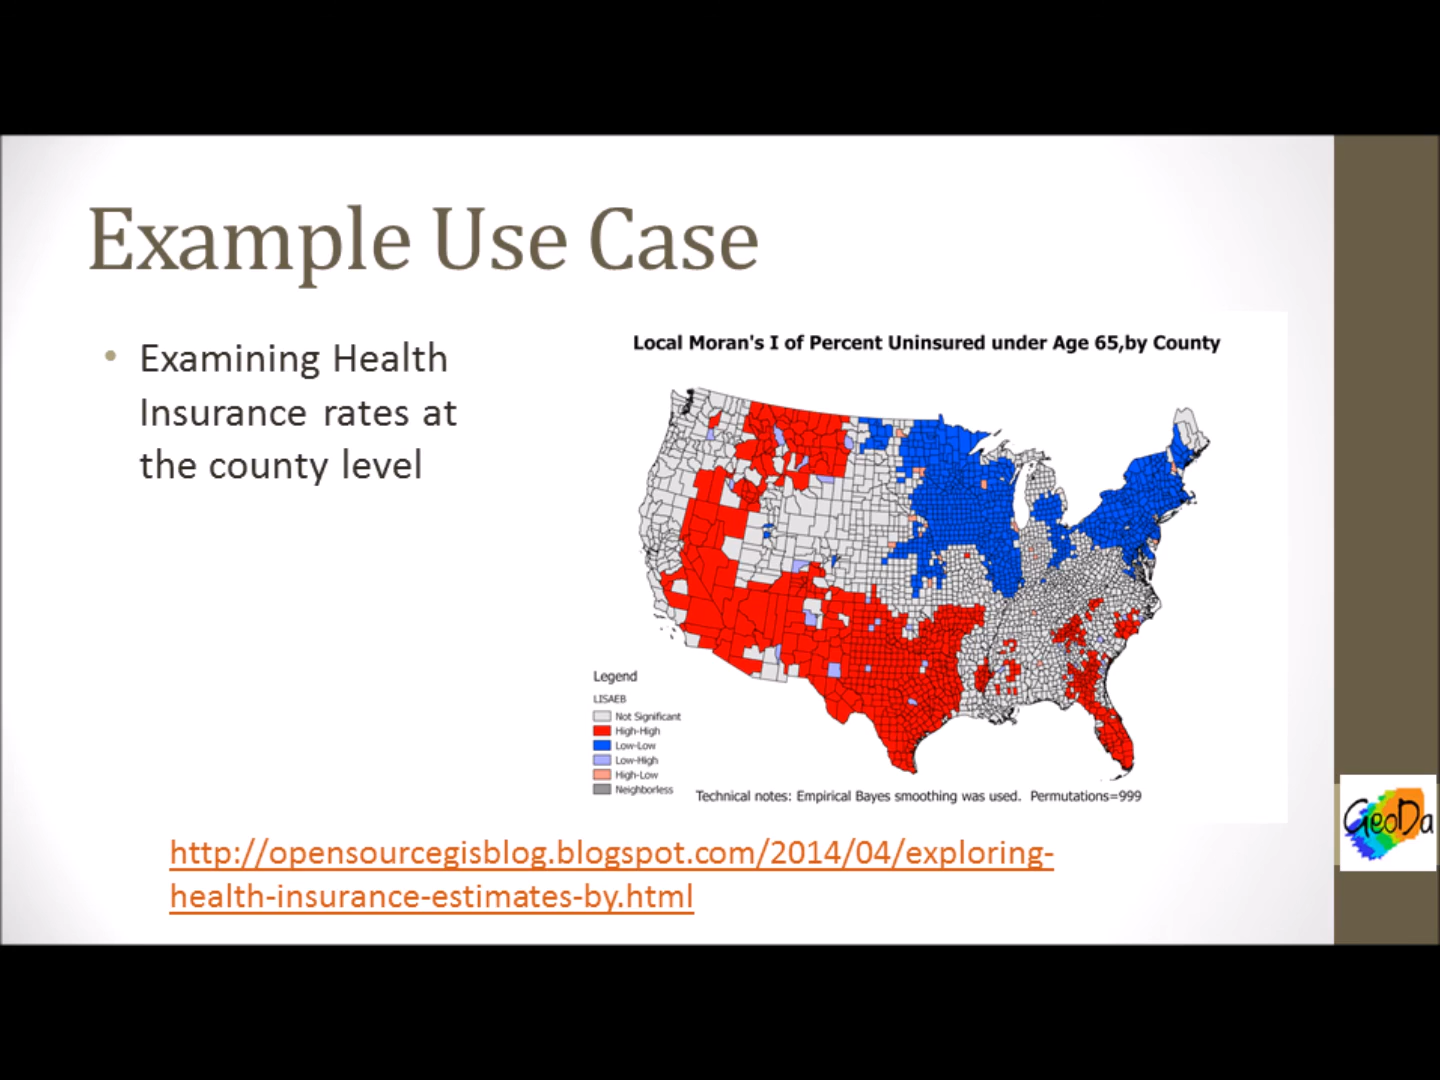 Example Use Case
• Examining Health
Insurance rates at
the county level
Local Moran's I of Percent Uninsured under Age 65,by County
Legend
LISAEB
Not Significant
High-High
Low-Low
Low-High
High-Low
Neighborless
Technical notes: Empirical Bayes smoothing was used. Permutations=999
GeoDa
http://opensourcegisblog.blogspot.com/2014/04/exploring-
health-insurance-estimates-by.html